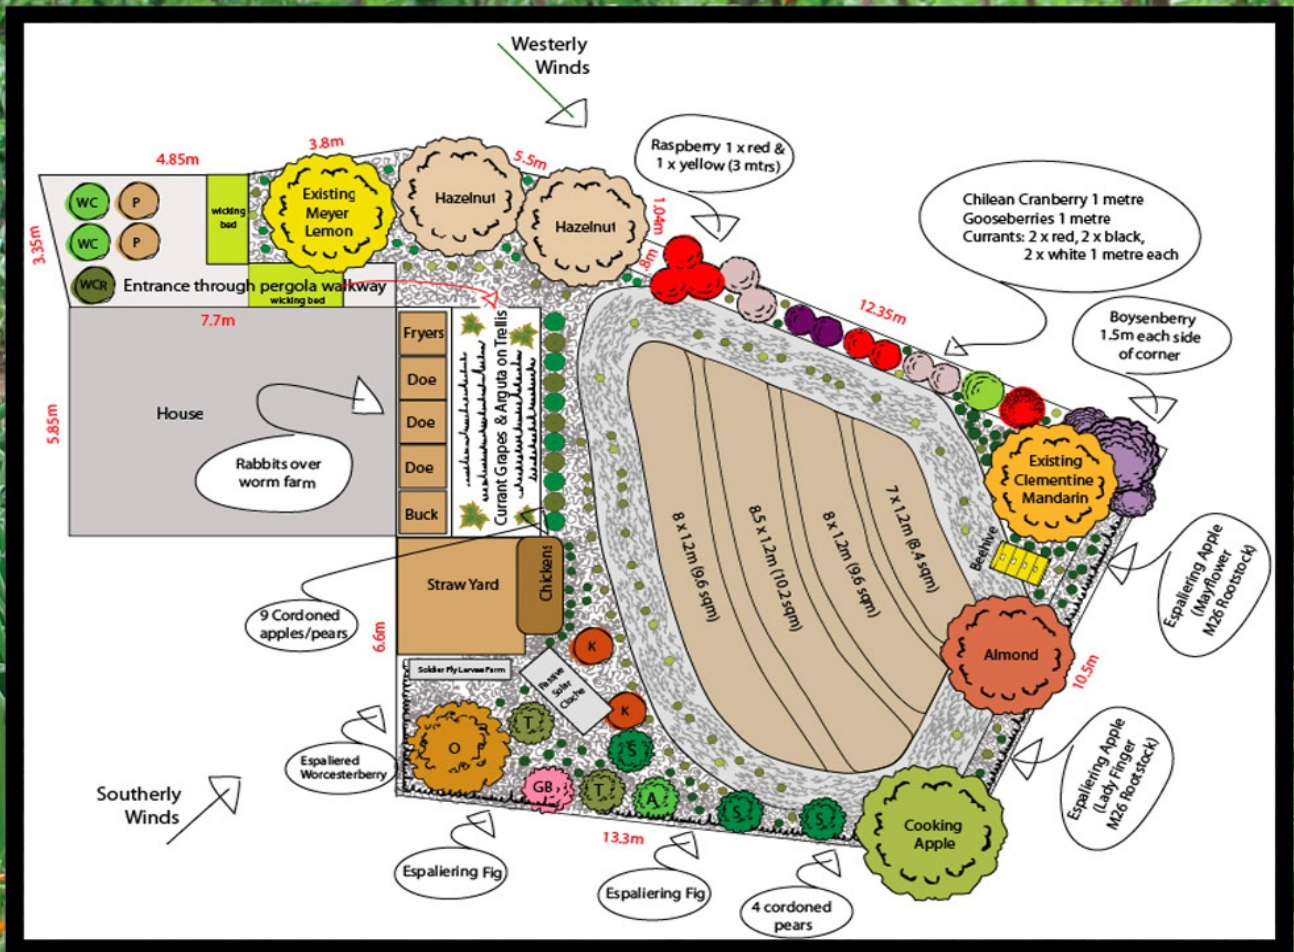 Westerly
Winds
Raspberry 1 x red &
1 x yellow (3 mtrs)
Chilean Cranberry 1 metre
Gooseberries 1 metre
Currants: 2 x red, 2 x black,
2 x white 1 metre each
Boysenberry
1.5m each side
of corner
4.85m
3.8m
5.5m
1.04m
.8m
12.35m
3.35m
WC
P
WC
P
WCR
wicking
bed
Existing
Meyer
Lemon
Hazelnut
Hazelnut
Entrance through pergola walkway
wicking bed
7.7m
5.85m
House
Rabbits over
worm farm
Fryers
Doe
Doe
Doe
Buck
Currant Grapes & Arguta on Trellis
8 x 1.2m (9.6 sqm)
8.5 x 1.2m (10.2 sqm)
8 x 1.2m (9.6 sqm)
7 x 1.2m (8.4 sqm)
Existing
Clementine
Mandarin
Beehive
Espaliering Apple
(Mayflower
M26 Rootstock)
Straw Yard
Chickens
9 Cordoned
apples/pears
6.6m
Soldier Fly Larvae Farm
Passive
Solar
Cloche
K
K
Almond
10.5m
Espaliering Apple
(Lady Finger
M26 Rootstock)
O
T
S
GB
T
A
S
S
Cooking
Apple
Espaliered
Worcesterberry
Southerly
Winds
13.3m
Espaliering Fig
Espaliering Fig
4 cordoned
pears